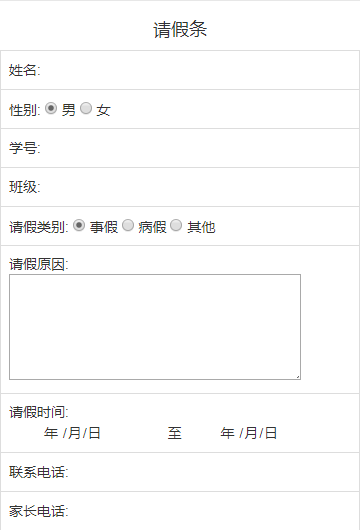 请假条
姓名:
性别: 男 女
学号:
班级:
请假类别: 事假 病假 其他
请假原因:
请假时间:
年 /月/日 至 年 /月/日
联系电话:
家长电话: